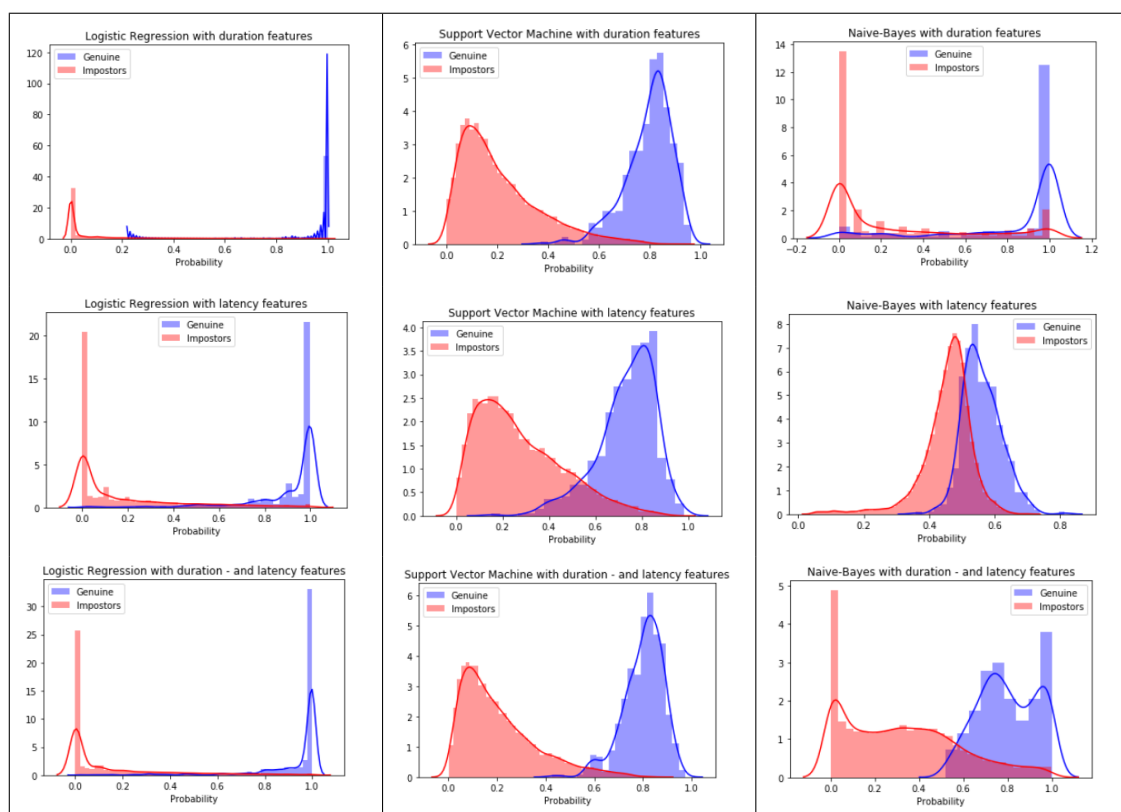 Logistic Regression with duration features
120
100
80
60
40
20
0
Genuine
Impostors
0.0 0.2 0.4 0.6 0.8 1.0
Probability
Support Vector Machine with duration features
6
5
4
3
2
1
0
Genuine
Impostors
0.0 0.2 0.4 0.6 0.8 1.0
Probability
Naive-Bayes with duration features
14
12
10
8
6
4
2
0
Genuine
Impostors
−0.2 0.0 0.2 0.4 0.6 0.8 1.0 1.2
Probability
Logistic Regression with latency features
20
15
10
5
0
Genuine
Impostors
0.0 0.2 0.4 0.6 0.8 1.0
Probability
Support Vector Machine with latency features
4.0
3.5
3.0
2.5
2.0
1.5
1.0
0.5
0.0
Genuine
Impostors
0.0 0.2 0.4 0.6 0.8 1.0
Probability
Naive-Bayes with latency features
8
7
6
5
4
3
2
1
0
Genuine
Impostors
0.0 0.2 0.4 0.6 0.8
Probability
Logistic Regression with duration - and latency features
30
25
20
15
10
5
0
Genuine
Impostors
0.0 0.2 0.4 0.6 0.8 1.0
Probability
Support Vector Machine with duration - and latency features
6
5
4
3
2
1
0
Genuine
Impostors
0.0 0.2 0.4 0.6 0.8 1.0
Probability
Naive-Bayes with duration - and latency features
5
4
3
2
1
0
Genuine
Impostors
0.0 0.2 0.4 0.6 0.8 1.0
Probability